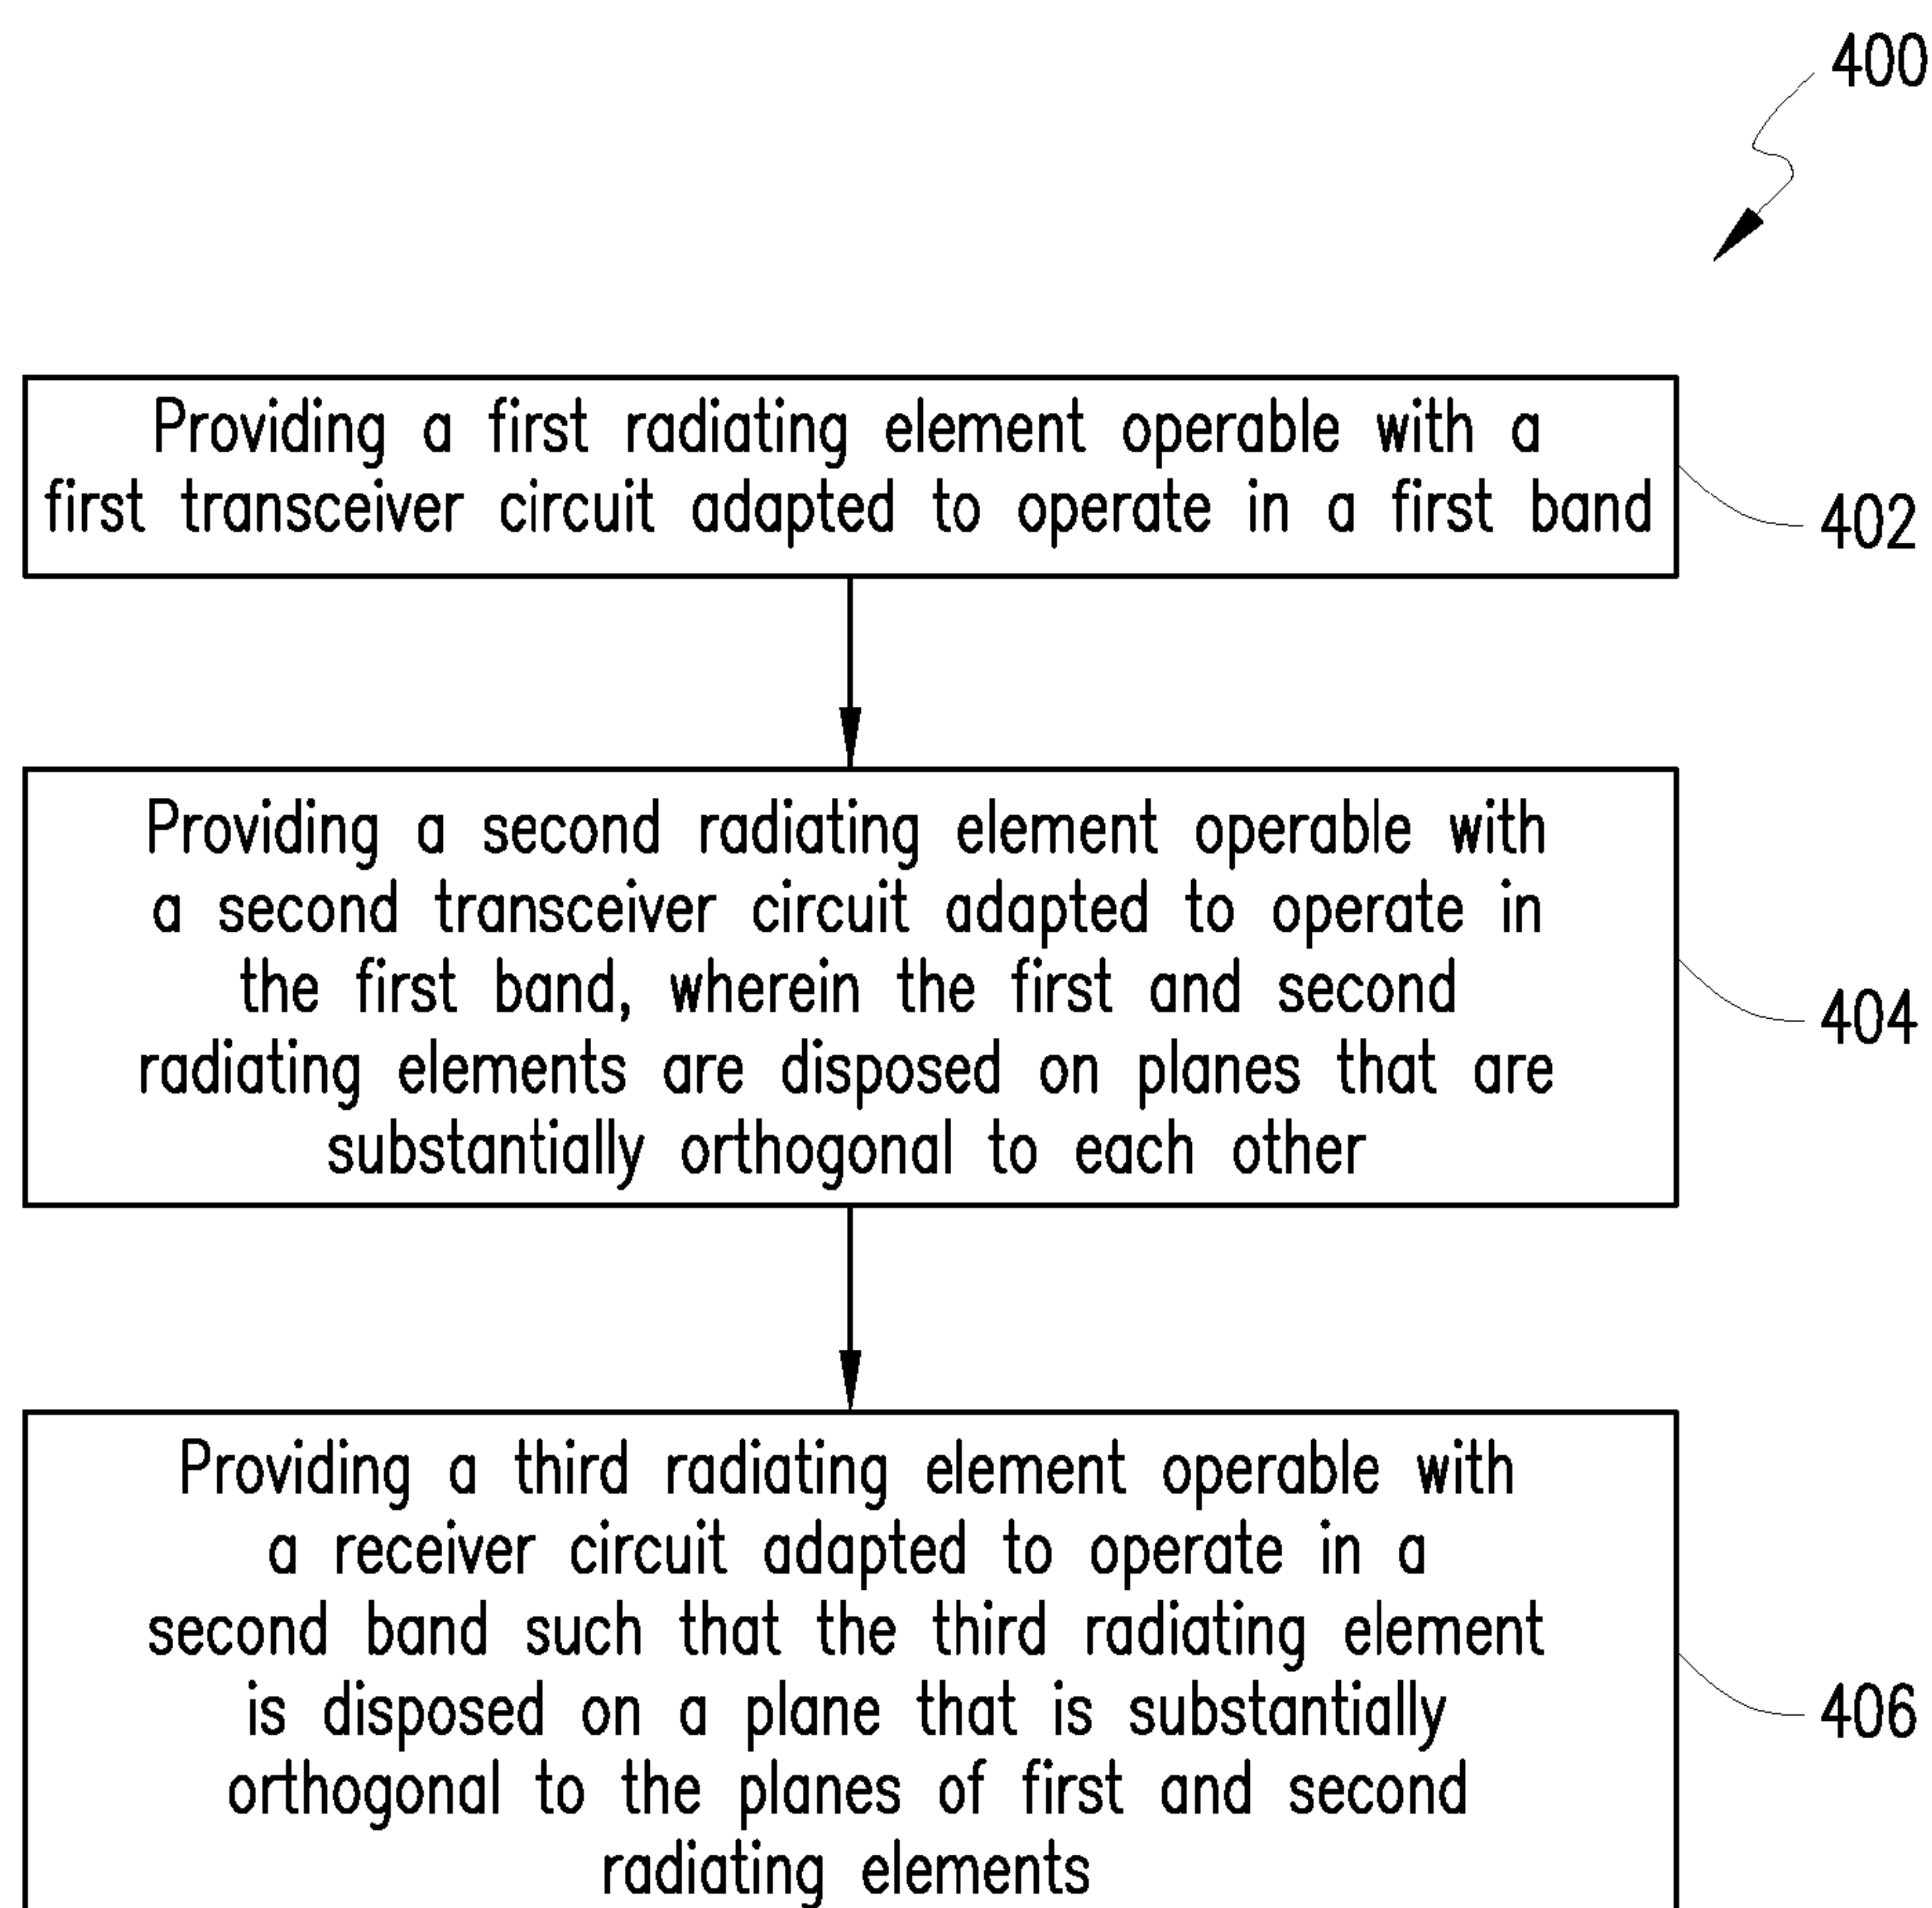 400
Providing a first radiating element operable with a
first transceiver circuit adapted to operate in a first band
402
Providing a second radiating element operable with
a second transceiver circuit adapted to operate in
the first band, wherein the first and second
radiating elements are disposed on planes that are
substantially orthogonal to each other
404
Providing a third radiating element operable with
a receiver circuit adapted to operate in a
second band such that the third radiating element
is disposed on a plane that is substantially
orthogonal to the planes of first and second
radiating elements
406